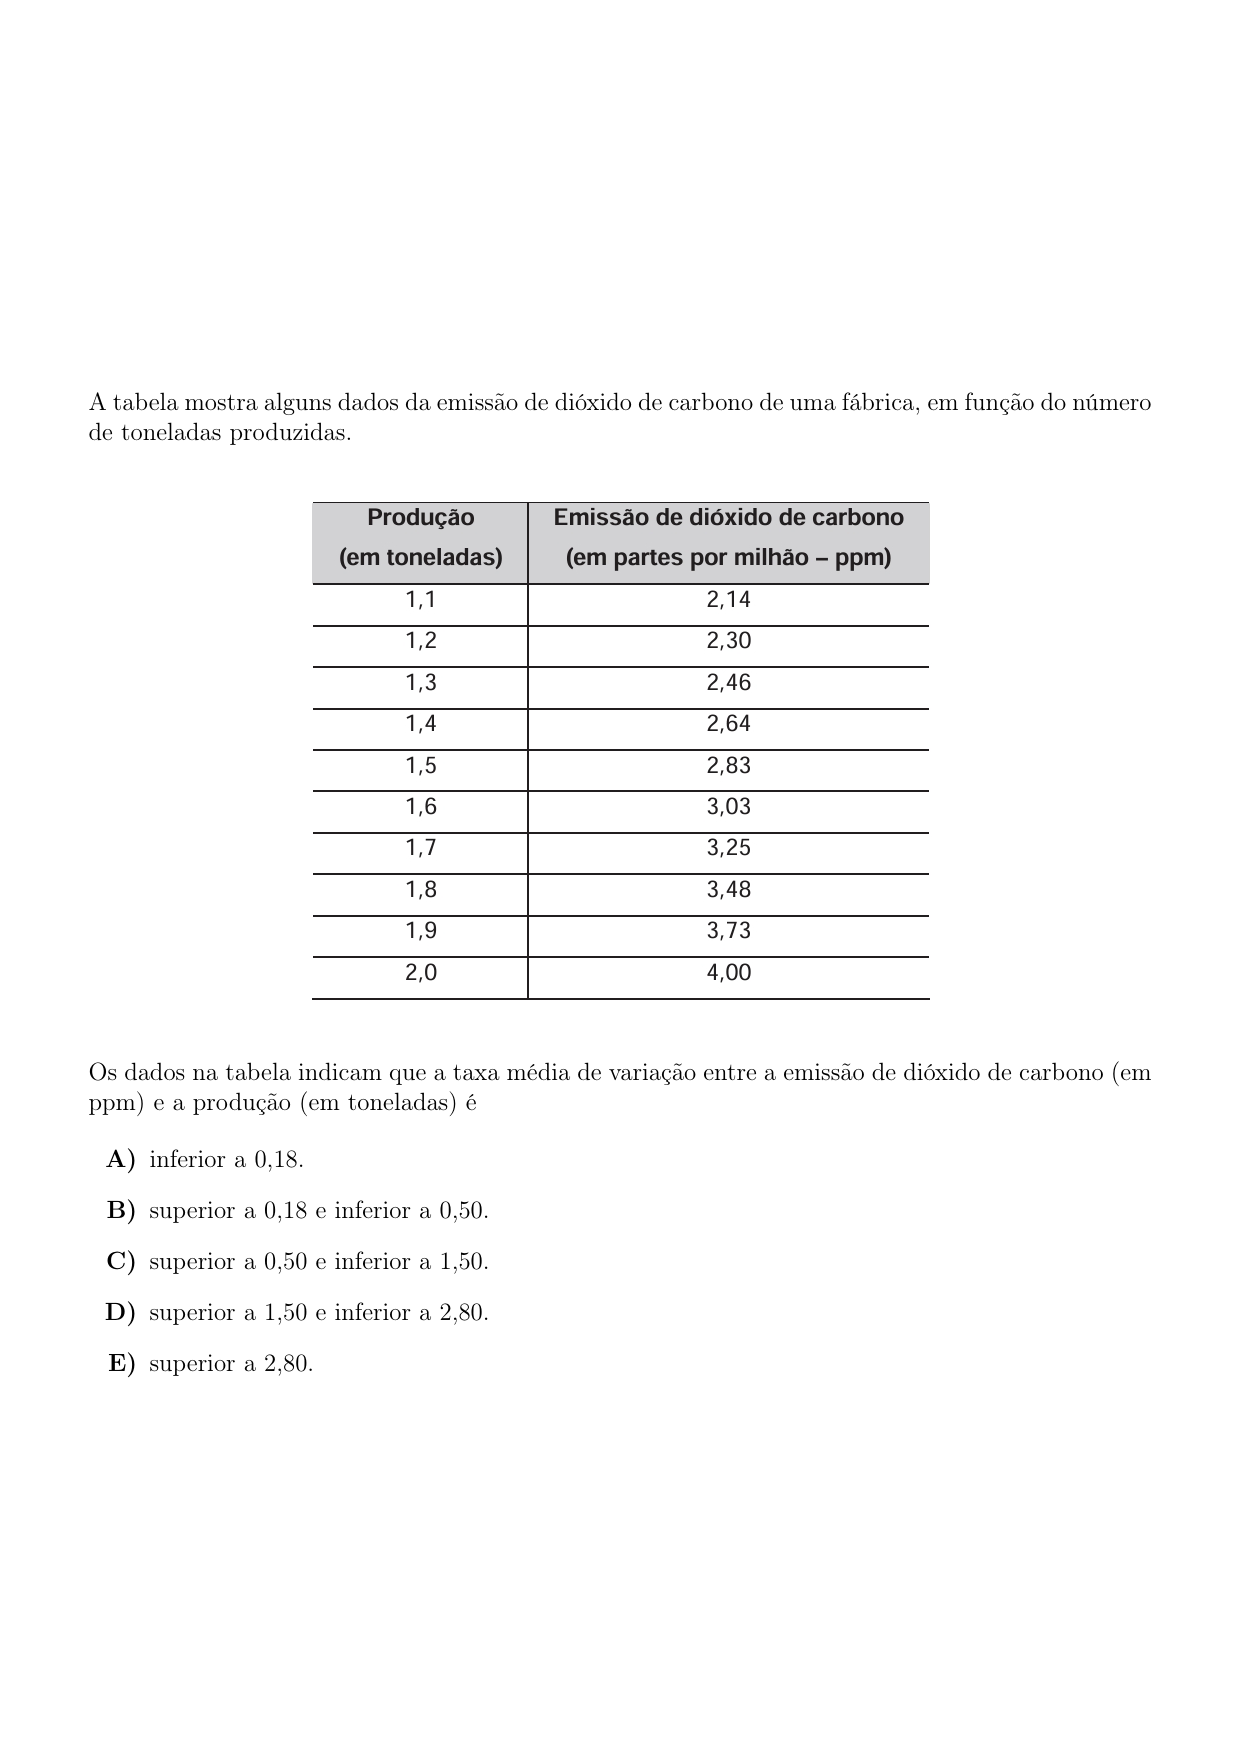 A tabela mostra alguns dados da emissão de dióxido de carbono de uma fábrica, em função do número
de toneladas produzidas.
Produção Emissão de dióxido de carbono
(em toneladas) (em partes por milhão – ppm)
1,1 2,14
1,2 2,30
1,3 2,46
1,4 2,64
1,5 2,83
1,6 3,03
1,7 3,25
1,8 3,48
1,9 3,73
2,0 4,00
Os dados na tabela indicam que a taxa média de variação entre a emissão de dióxido de carbono (em
ppm) e a produção (em toneladas) é
A) inferior a 0,18.
B) superior a 0,18 e inferior a 0,50.
C) superior a 0,50 e inferior a 1,50.
D) superior a 1,50 e inferior a 2,80.
E) superior a 2,80.